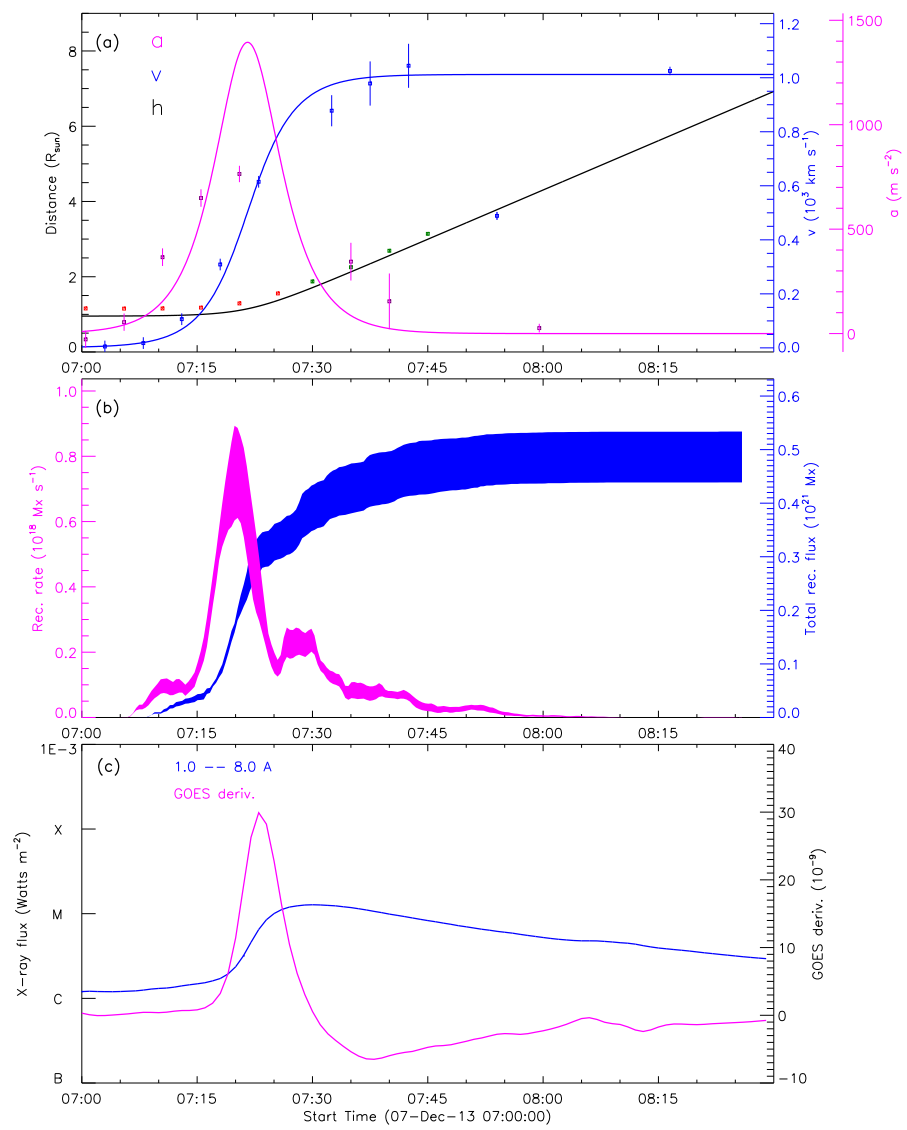 (a)
a
v
h
8
6
4
2
0
Distance (R_sun)
1.2
1.0
0.8
0.6
0.4
0.2
0.0
v (10³ km s⁻¹)
1500
1000
500
0
a (m s⁻²)
07:00 07:15 07:30 07:45 08:00 08:15
(b)
1.0
0.8
0.6
0.4
0.2
0.0
Rec. rate (10¹⁸ Mx s⁻¹)
0.6
0.5
0.4
0.3
0.2
0.1
0.0
Total rec. flux (10²¹ Mx)
07:00 07:15 07:30 07:45 08:00 08:15
(c)
1.0 -- 8.0 A
GOES deriv.
1E-3
X
M
C
B
X-ray flux (Watts m⁻²)
40
30
20
10
0
-10
GOES deriv. (10⁻⁹)
07:00 07:15 07:30 07:45 08:00 08:15
Start Time (07-Dec-13 07:00:00)